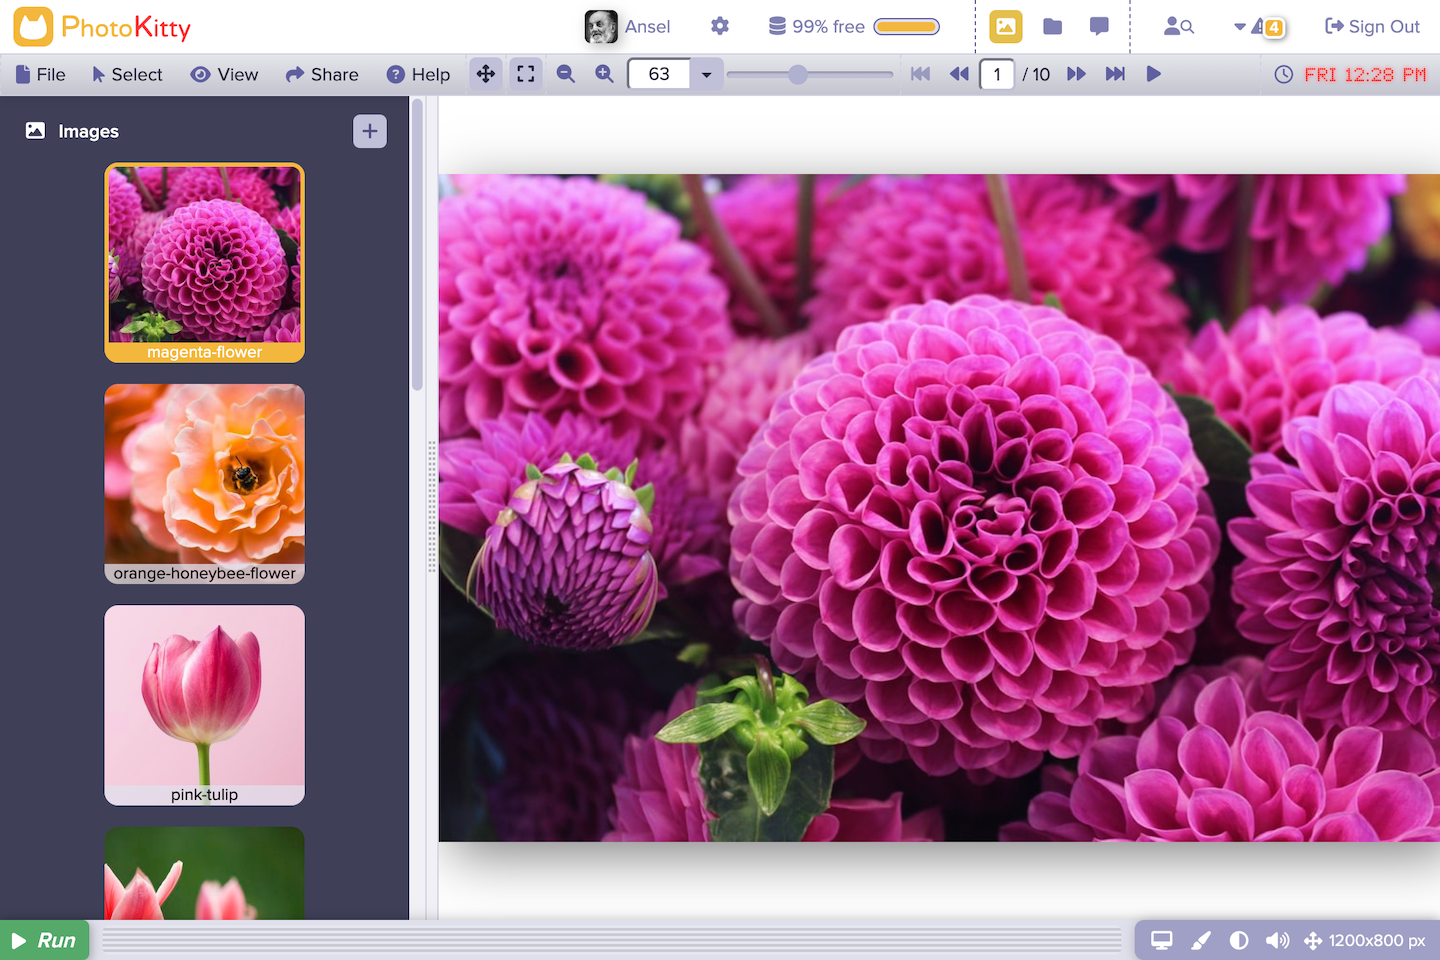 PhotoKitty
Ansel
99% free
4
Sign Out
File
Select
View
Share
Help
63
1
/ 10
FRI 12:28 PM
Images
magenta-flower
orange-honeybee-flower
pink-tulip
Run
1200x800 px